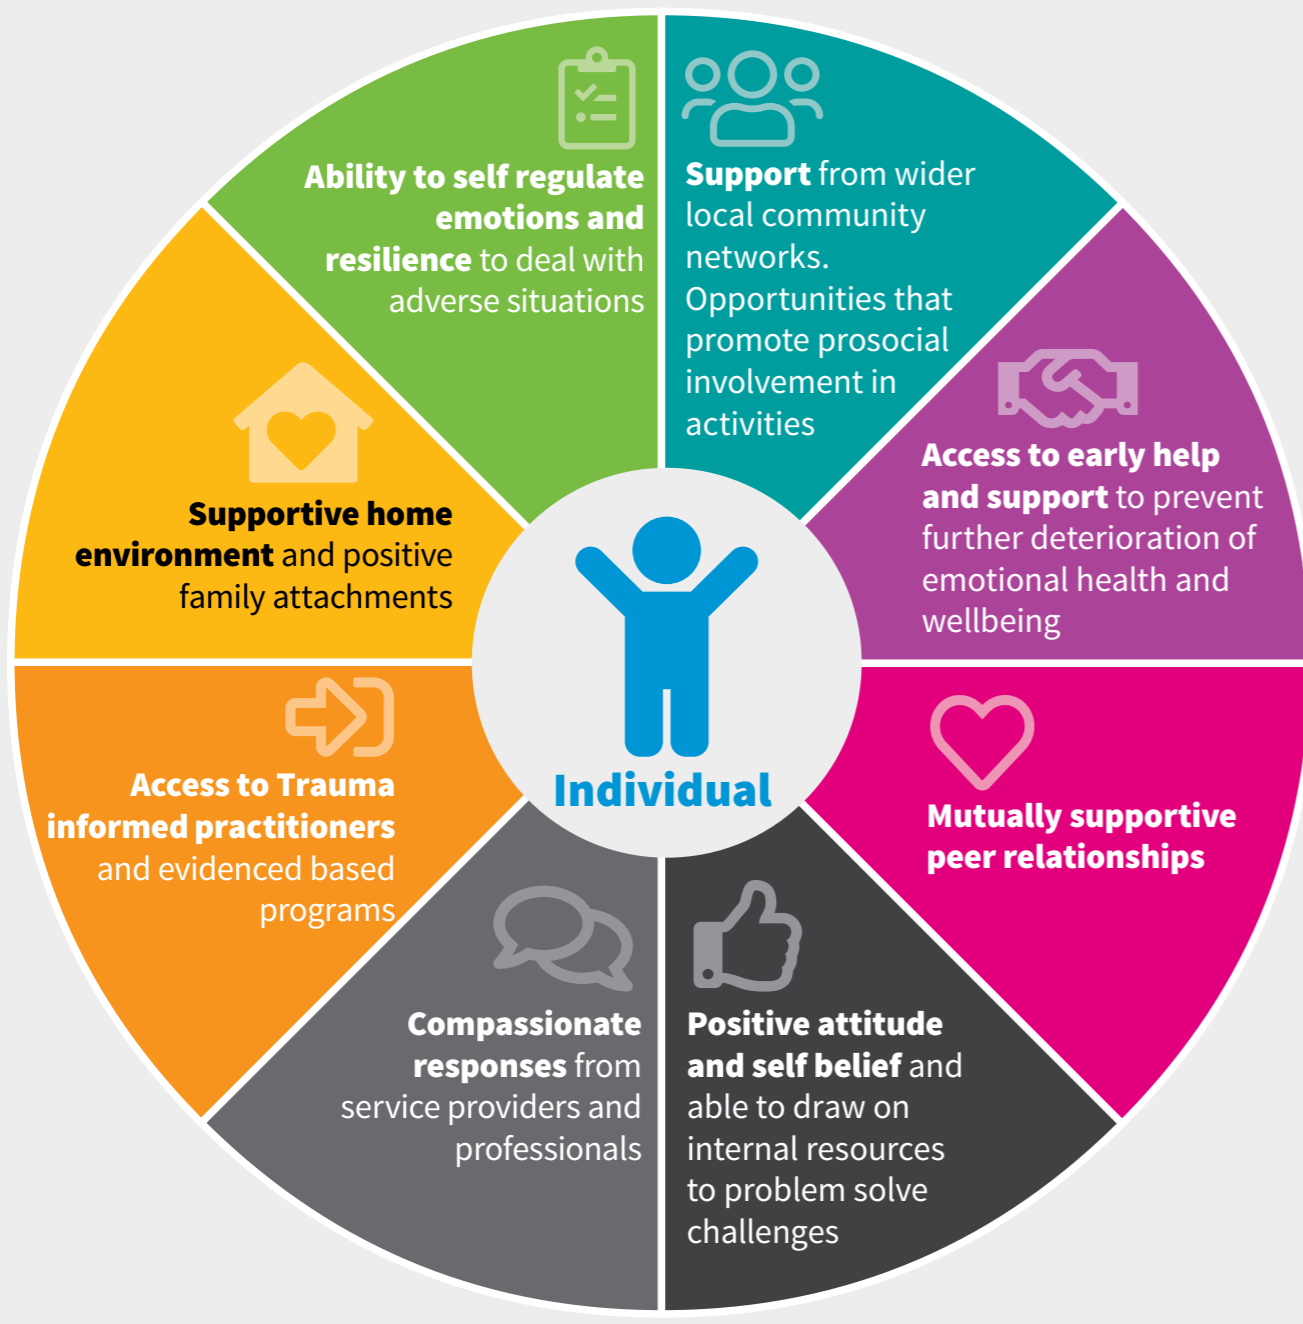 Ability to self regulate
emotions and
resilience to deal with
adverse situations
Support from wider
local community
networks.
Opportunities that
promote prosocial
involvement in
activities
Access to early help
and support to prevent
further deterioration of
emotional health and
wellbeing
Mutually supportive
peer relationships
Positive attitude
and self belief and
able to draw on
internal resources
to problem solve
challenges
Compassionate
responses from
service providers and
professionals
Access to Trauma
informed practitioners
and evidenced based
programs
Supportive home
environment and positive
family attachments
Individual